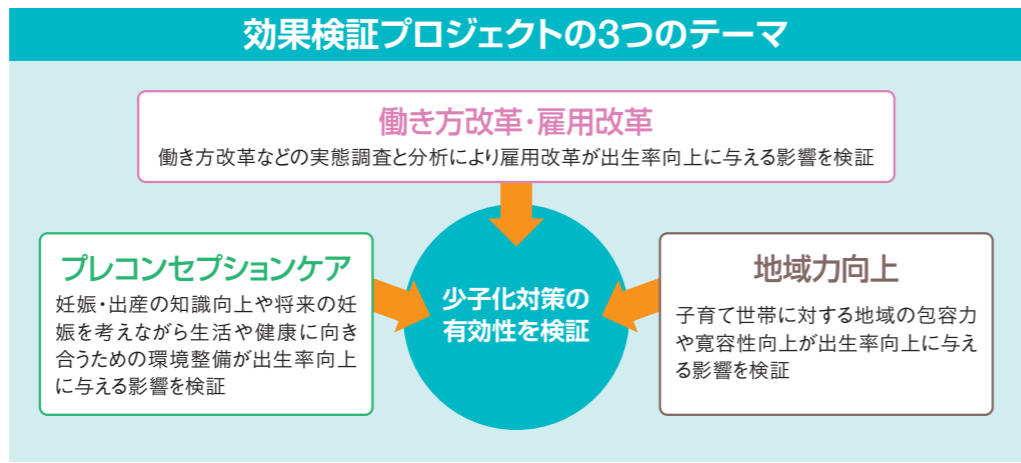 効果検証プロジェクトの3つのテーマ
働き方改革・雇用改革
働き方改革などの実態調査と分析により雇用改革が出生率向上に与える影響を検証
プレコンセプションケア
妊娠・出産の知識向上や将来の妊
娠を考えながら生活や健康に向き
合うための環境整備が出生率向上
に与える影響を検証
少子化対策の
有効性を検証
地域力向上
子育て世帯に対する地域の包容力
や寛容性向上が出生率向上に与え
る影響を検証